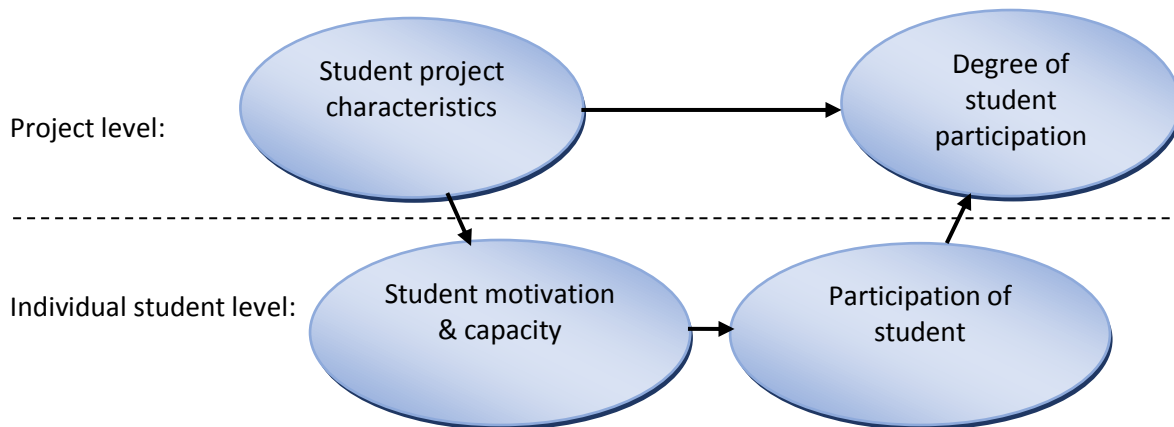 Project level:
Student project
characteristics
Degree of
student
participation
Individual student level:
Student motivation
& capacity
Participation of
student